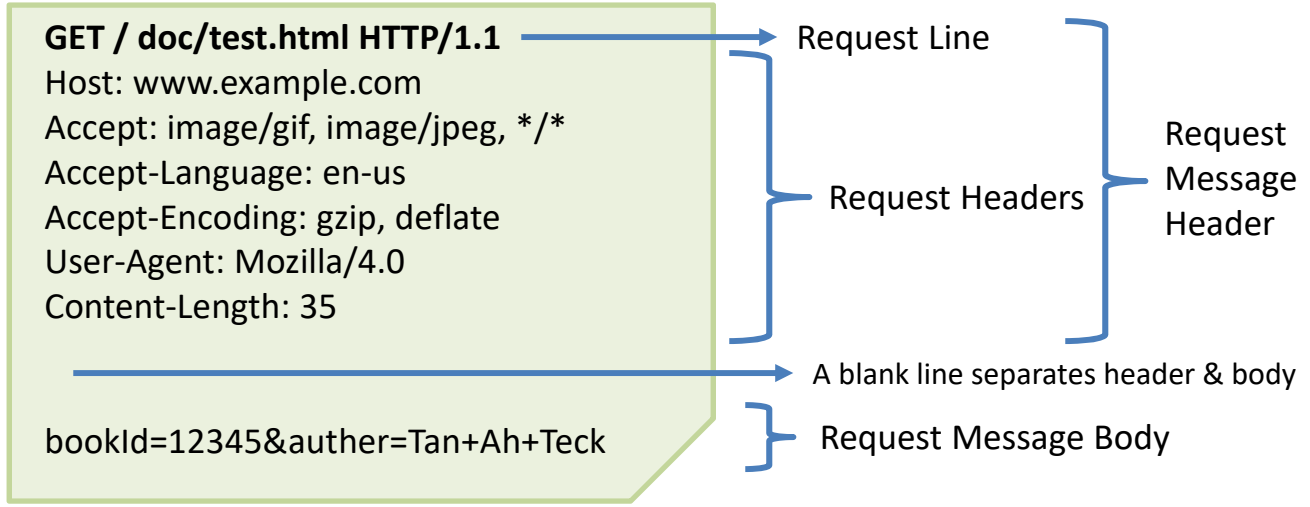 GET / doc/test.html HTTP/1.1
Host: www.example.com
Accept: image/gif, image/jpeg, */*
Accept-Language: en-us
Accept-Encoding: gzip, deflate
User-Agent: Mozilla/4.0
Content-Length: 35
bookId=12345&auther=Tan+Ah+Teck
Request Line
Request Headers
Request
Message
Header
A blank line separates header & body
Request Message Body